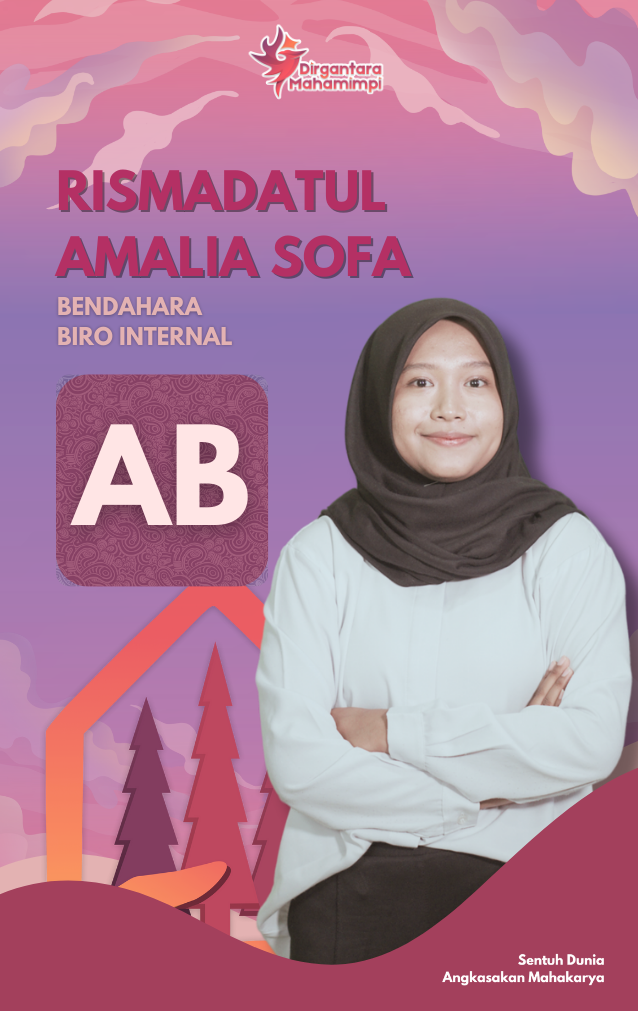 Dirgantara
Mahamimpi
RISMADATUL
AMALIA SOFA
BENDAHARA
BIRO INTERNAL
AB
Sentuh Dunia
Angkasakan Mahakarya